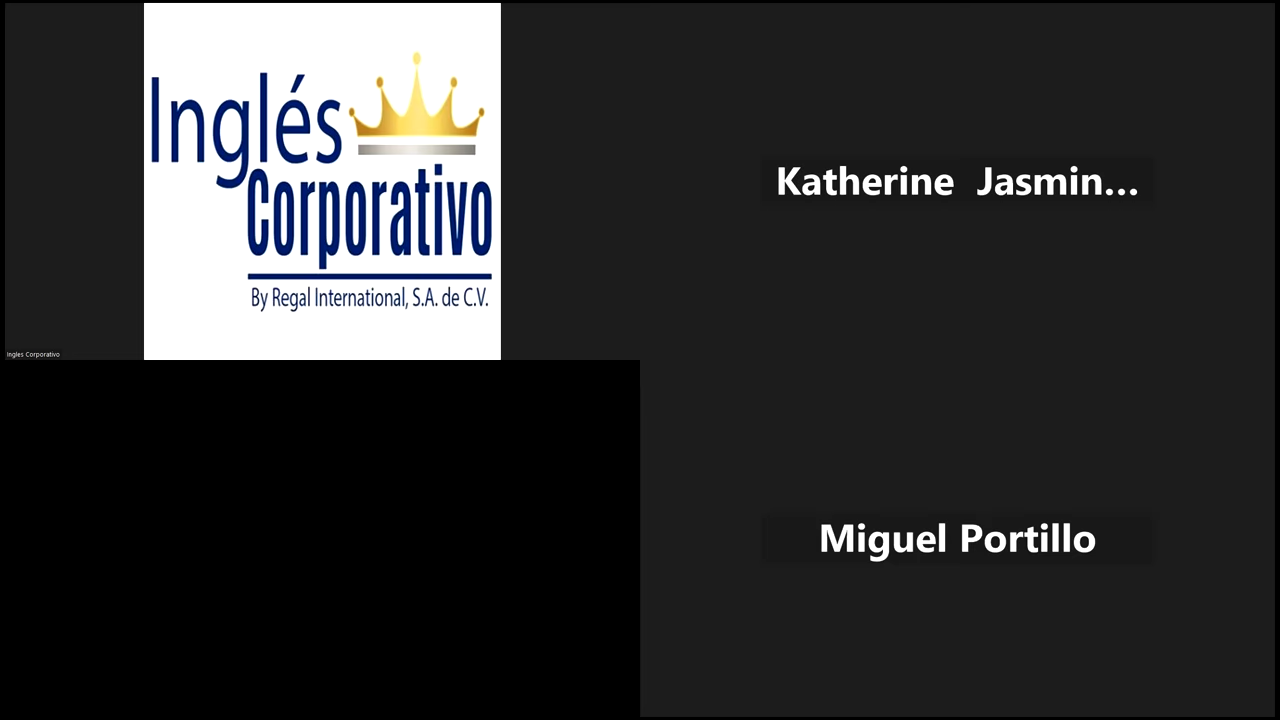 Inglés
Corporativo
By Regal International, S.A. de C.V.
Ingles Corporativo
Katherine Jasmin...
Miguel Portillo